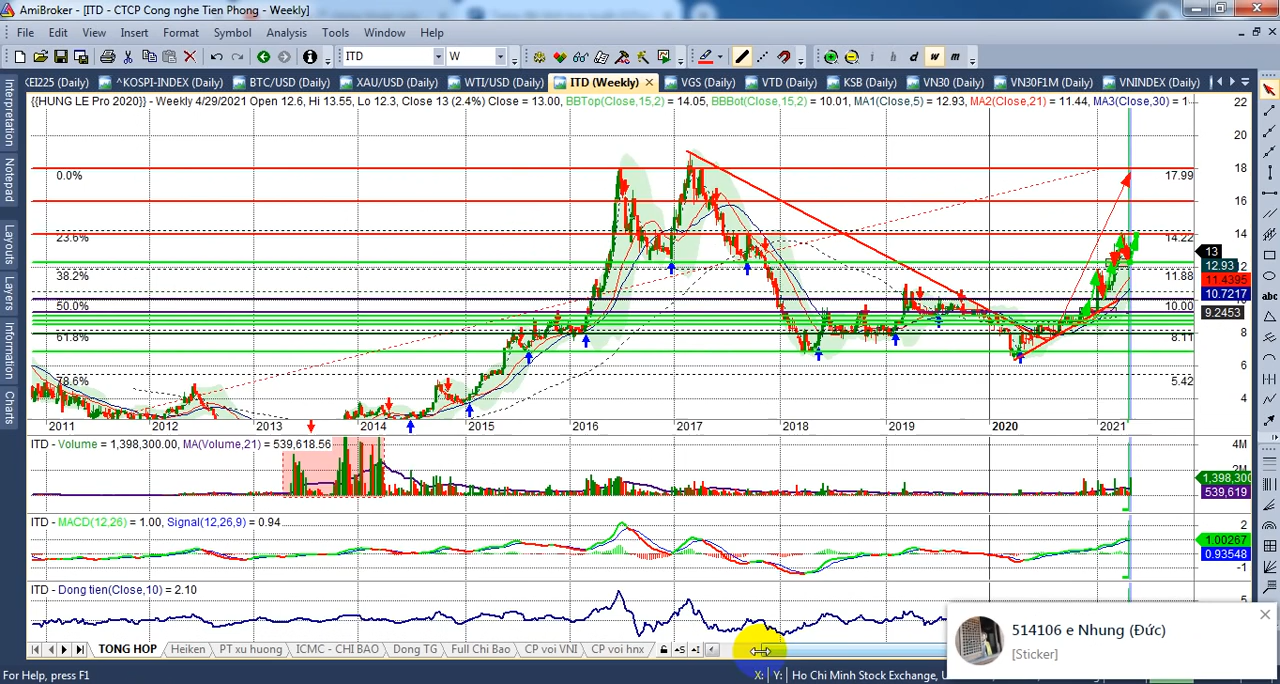 AmiBroker - [ITD - CTCP Cong nghe Tien Phong - Weekly]
File Edit View Insert Format Symbol Analysis Tools Window Help
ITD W i h d w m
KEI225 (Daily) ^KOSPI-INDEX (Daily) BTC/USD (Daily) XAU/USD (Daily) WTI/USD (Daily) ITD (Weekly) VGS (Daily) VTD (Daily) KSB (Daily) VN30 (Daily) VN30F1M (Daily) VNINDEX (Daily)
{{HUNG LE Pro 2020}} - Weekly 4/29/2021 Open 12.6, Hi 13.55, Lo 12.3, Close 13 (2.4%) Close = 13.00, BBTop(Close,15,2) = 14.05, BBBot(Close,15,2) = 10.01, MA1(Close,5) = 12.93, MA2(Close,21) = 11.44, MA3(Close,30) = 1
Interpretation
Notepad
Layouts
Layers
Information
Charts
22
20
18
0.0% 17.99
16
14
23.6% 14.22
13
12.93
12
38.2% 11.88
11.4395
10.7217
50.0% 10.00
9.2453
8
61.8% 8.11
6
78.6% 5.42
4
2011 2012 2013 2014 2015 2016 2017 2018 2019 2020 2021
abc
ITD - Volume = 1,398,300.00, MA(Volume,21) = 539,618.56
4M
2M
1,398,300
539,619
ITD - MACD(12,26) = 1.00, Signal(12,26,9) = 0.94
2
1.00267
0.93548
-1
ITD - Dong tien(Close,10) = 2.10
5
514106 e Nhung (Đức)
[Sticker]
TONG HOP Heiken PT xu huong ICMC - CHI BAO Dong TG Full Chi Bao CP voi VNI CP voi hnx
For Help, press F1 X: Y: Ho Chi Minh Stock Exchange,